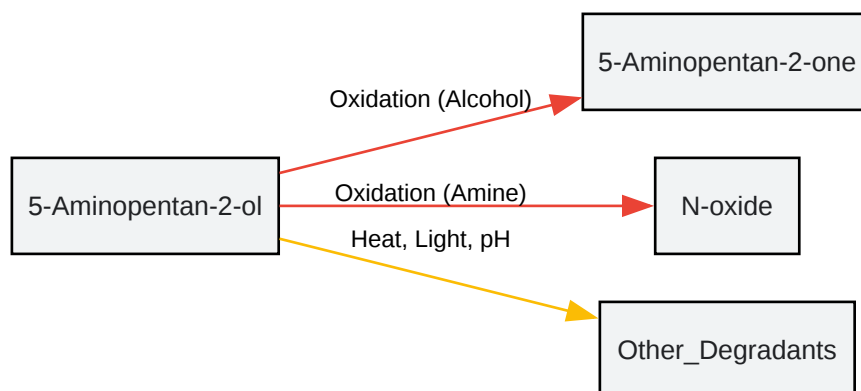 5-Aminopentan-2-one
Oxidation (Alcohol)
5-Aminopentan-2-ol
Oxidation (Amine)
N-oxide
Heat, Light, pH
Other_Degradants